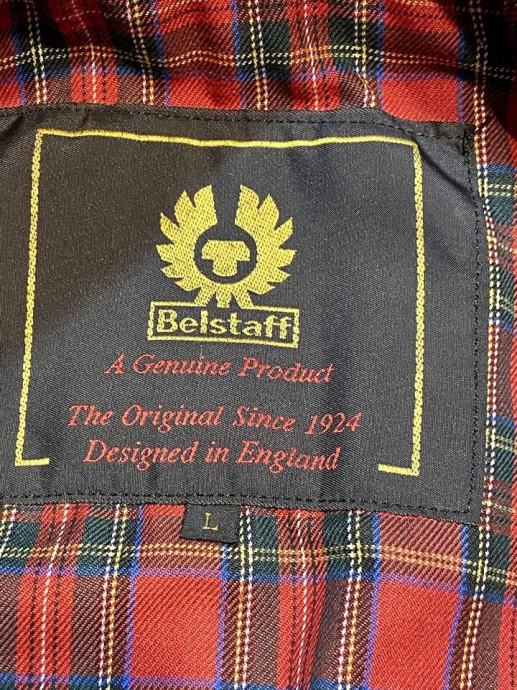 Belstaff
A Genuine Product
The Original Since 1924
Designed in England
L